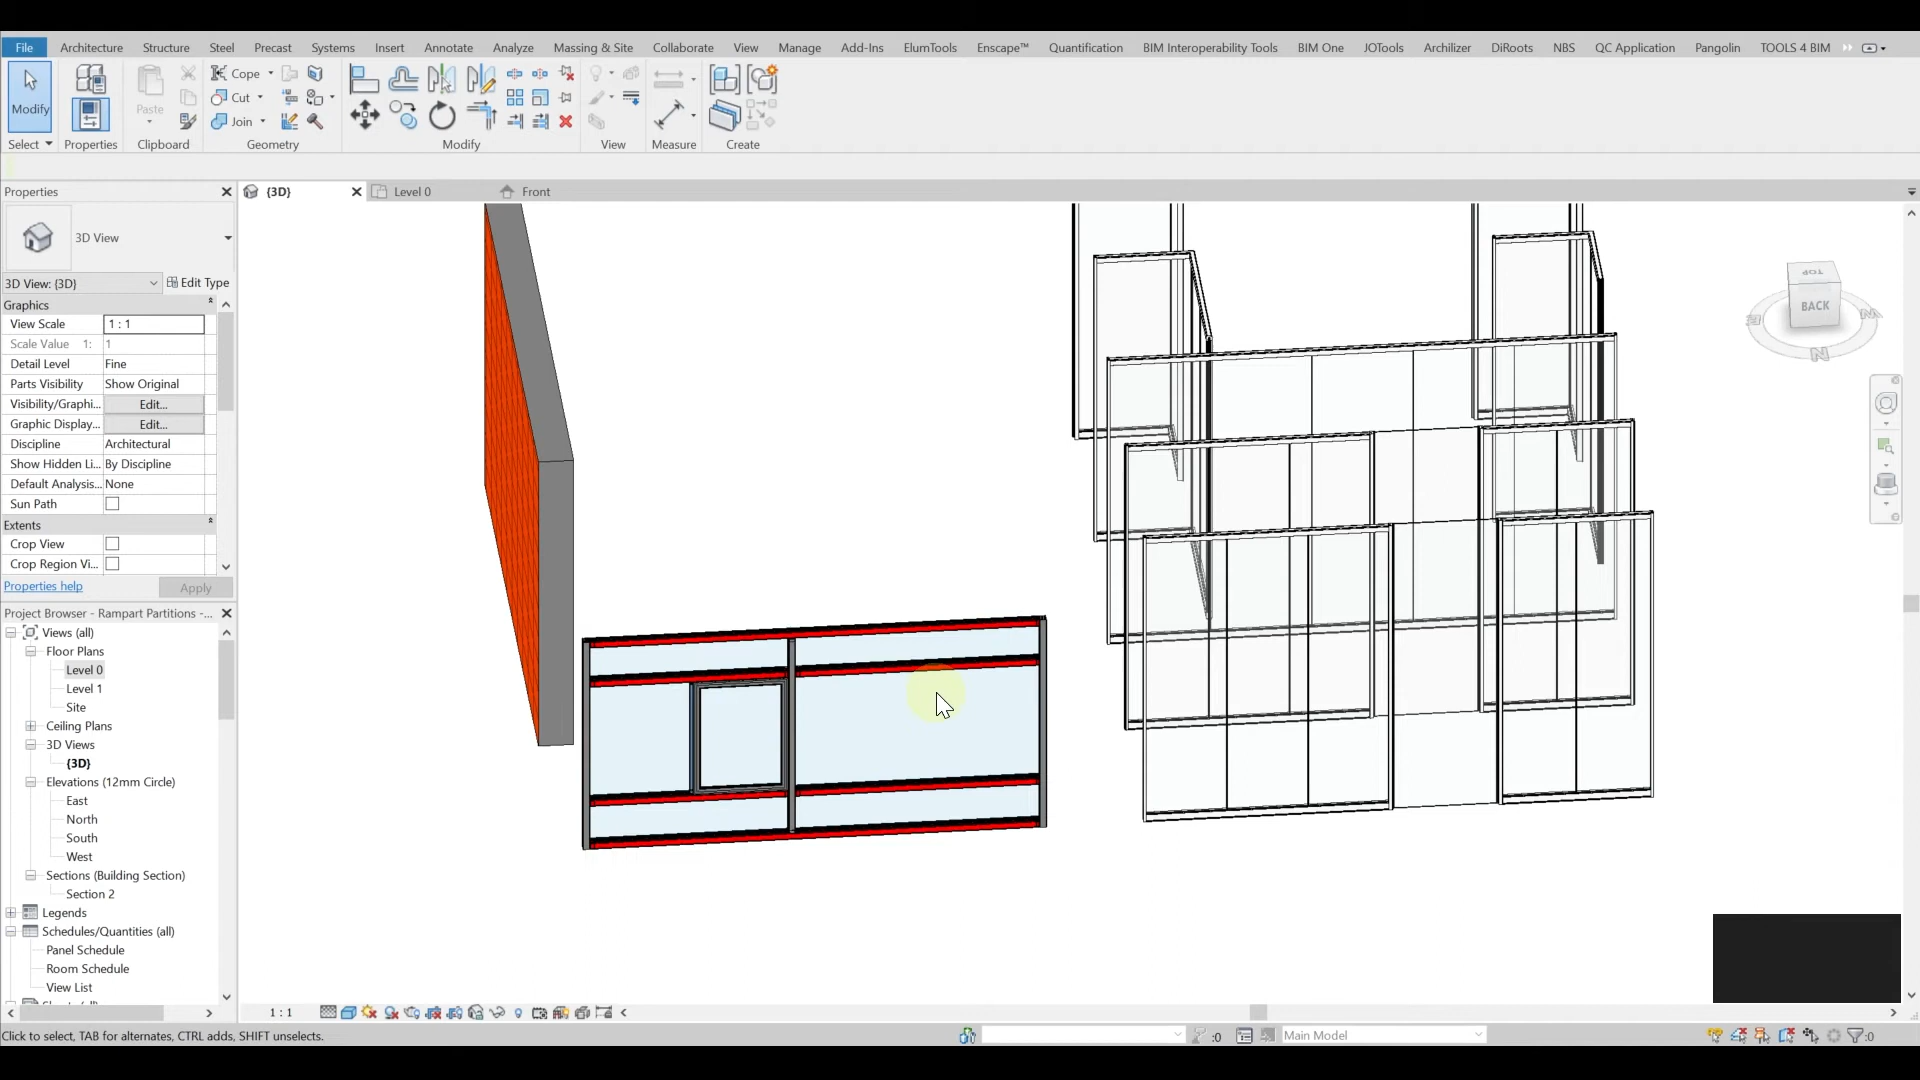 File Architecture Structure Steel Precast Systems Insert Annotate Analyze Massing & Site Collaborate View Manage Add-Ins ElumTools Enscape™ Quantification BIM Interoperability Tools BIM One JOTools Archilizer DiRoots NBS QC Application Pangolin TOOLS 4 BIM
Modify
Paste
Cope
Cut
Join
Select Properties Clipboard Geometry Modify View Measure Create
Properties
{3D} Level 0 Front
3D View
3D View: {3D} Edit Type
Graphics
View Scale 1 : 1
Scale Value 1: 1
Detail Level Fine
Parts Visibility Show Original
Visibility/Graphi... Edit...
Graphic Display... Edit...
Discipline Architectural
Show Hidden Li... By Discipline
Default Analysis... None
Sun Path
Extents
Crop View
Crop Region Vi...
Properties help Apply
Project Browser - Rampart Partitions -...
Views (all)
Floor Plans
Level 0
Level 1
Site
Ceiling Plans
3D Views
{3D}
Elevations (12mm Circle)
East
North
South
West
Sections (Building Section)
Section 2
Legends
Schedules/Quantities (all)
Panel Schedule
Room Schedule
View List
TOP
BACK
N
1 : 1
Click to select, TAB for alternates, CTRL adds, SHIFT unselects.
:0
Main Model
:0